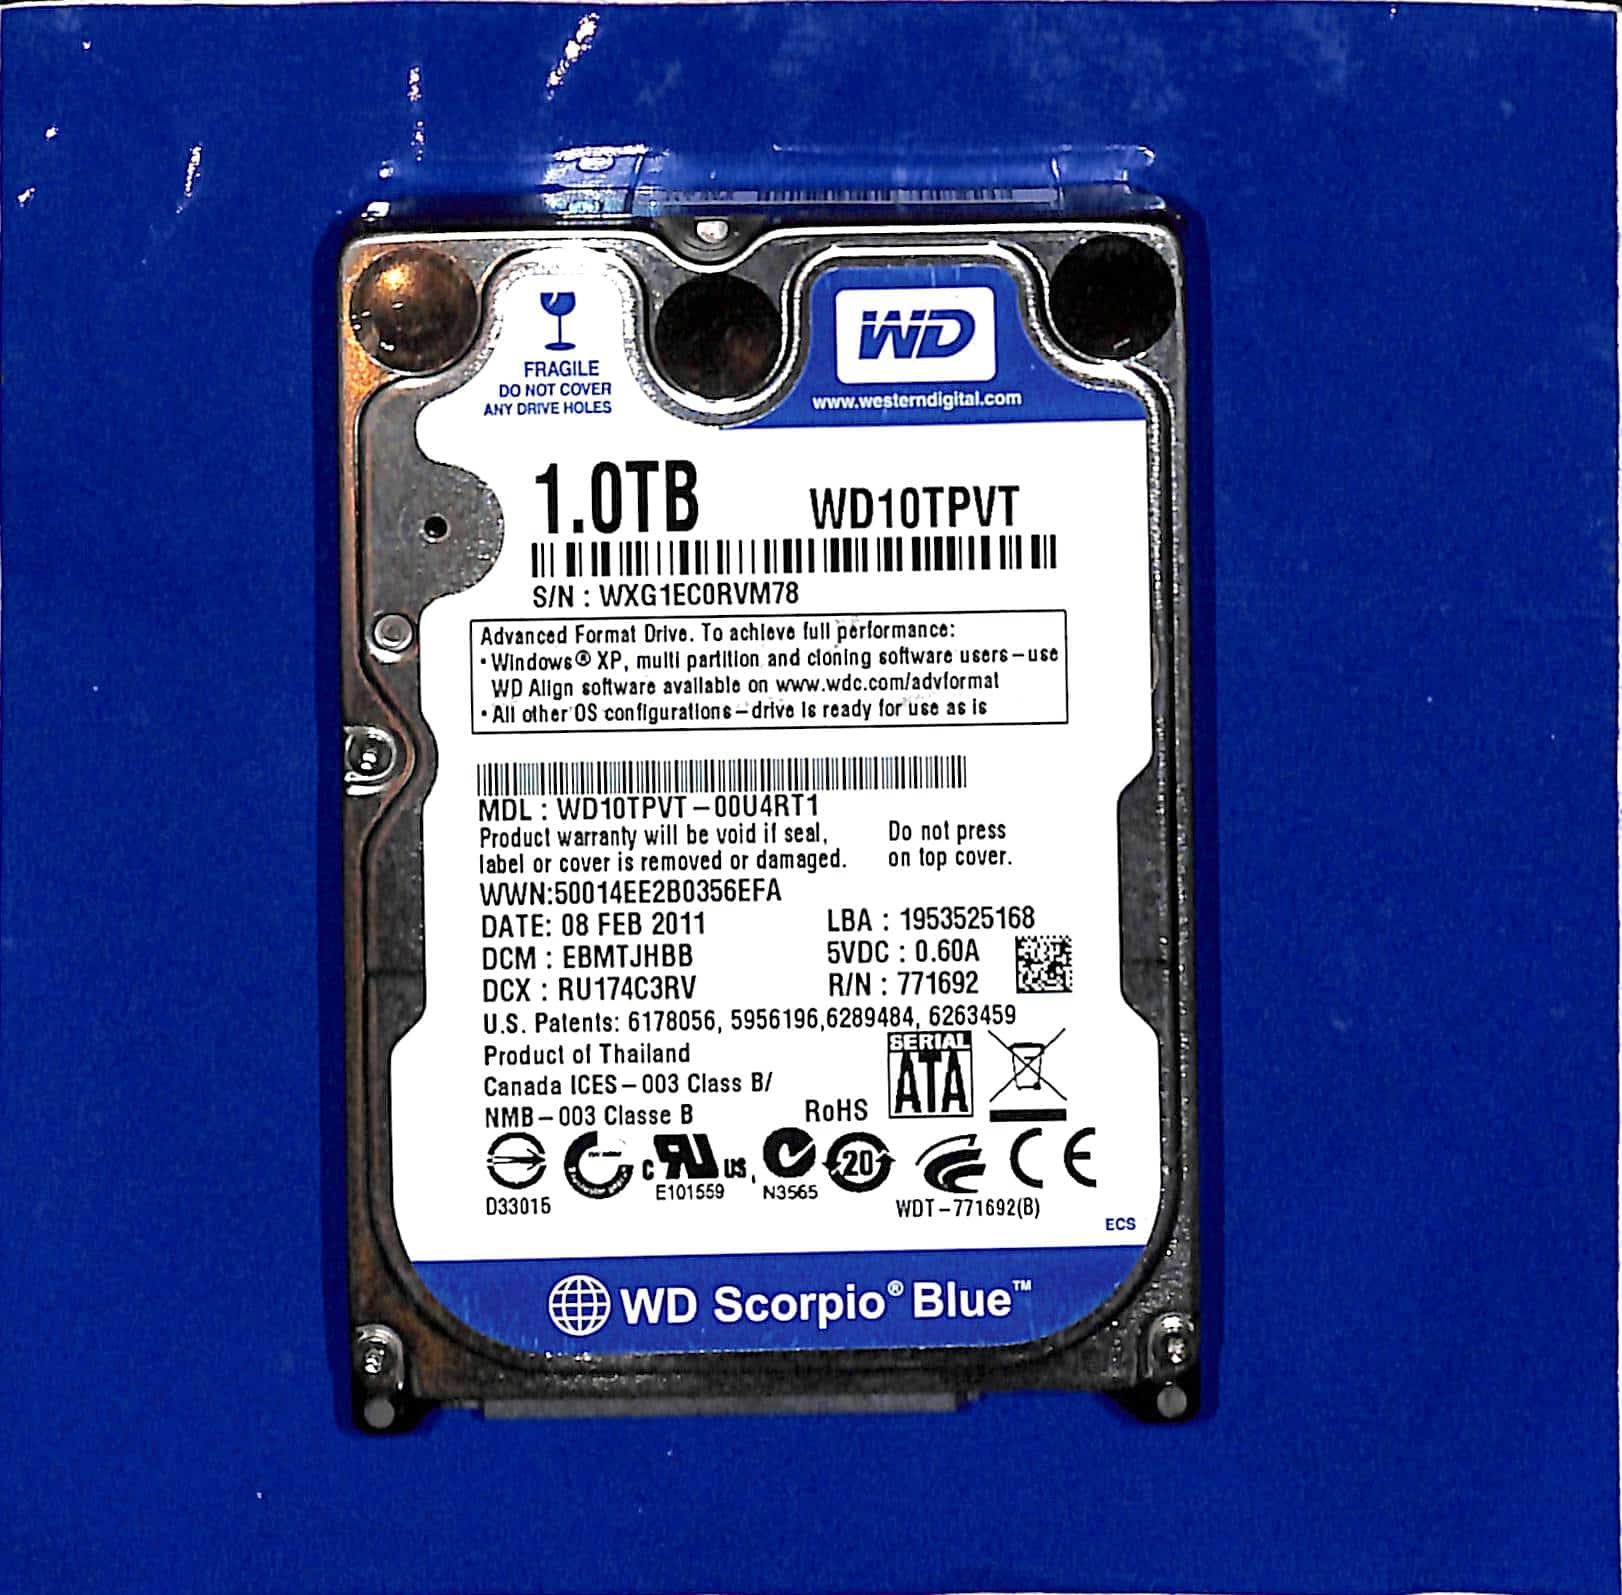 FRAGILE
DO NOT COVER
ANY DRIVE HOLES
WD
www.westerndigital.com
1.0TB WD10TPVT
S/N : WXG1EC0RVM78
Advanced Format Drive. To achieve full performance:
• Windows® XP, multi partition and cloning software users – use
WD Align software available on www.wdc.com/advformat
• All other OS configurations – drive is ready for use as is
MDL : WD10TPVT – 00U4RT1
Product warranty will be void if seal, Do not press
label or cover is removed or damaged. on top cover.
WWN:50014EE2B0356EFA
DATE: 08 FEB 2011 LBA : 1953525168
DCM : EBMTJHBB 5VDC : 0.60A
DCX : RU174C3RV R/N : 771692
U.S. Patents: 6178056, 5956196,6289484, 6263459
Product of Thailand SERIAL
Canada ICES – 003 Class B/ ATA
NMB – 003 Classe B RoHS
C US 20 CE
D33015 E101559 N3565 WDT – 771692(B)
ECS
WD Scorpio® Blue™